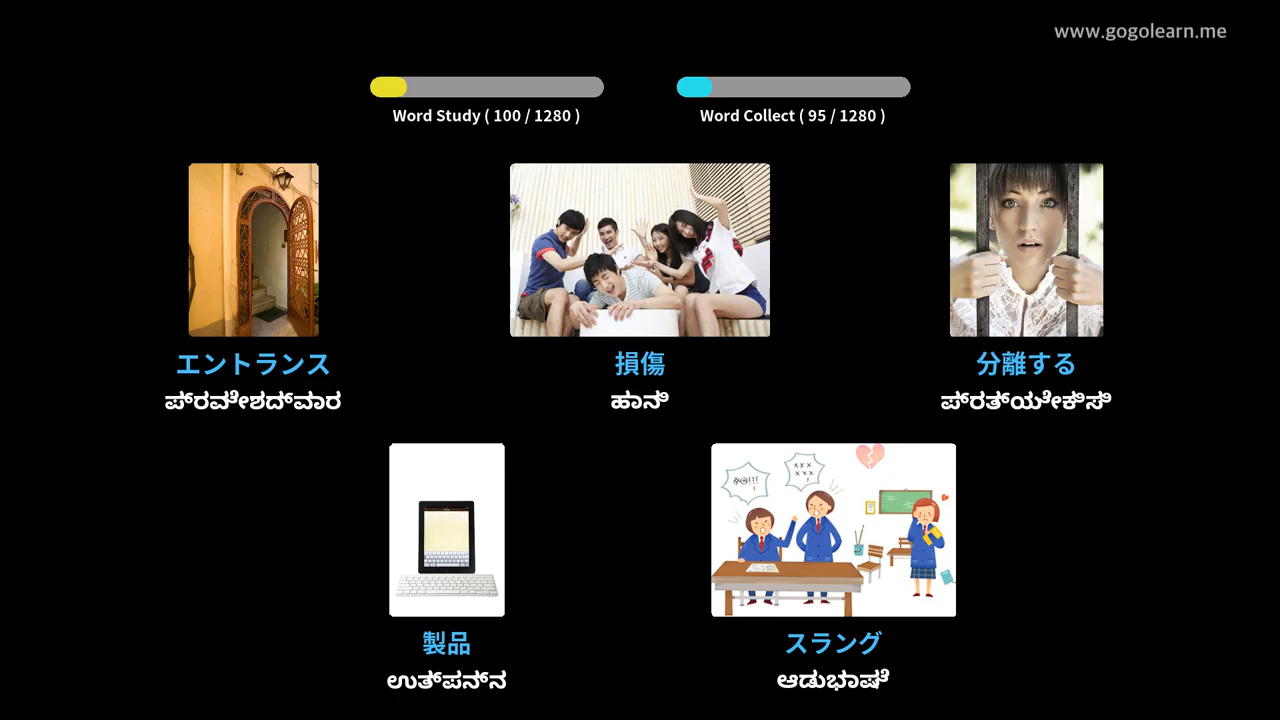 www.gogolearn.me
Word Study ( 100 / 1280 )
Word Collect ( 95 / 1280 )
エントランス
ಪ್ರವೇಶದ್ವಾರ
損傷
ಹಾನಿ
分離する
ಪ್ರತ್ಯೇಕಿಸಿ
製品
ಉತ್ಪನ್ನ
スラング
ಆಡುಭಾಷೆ